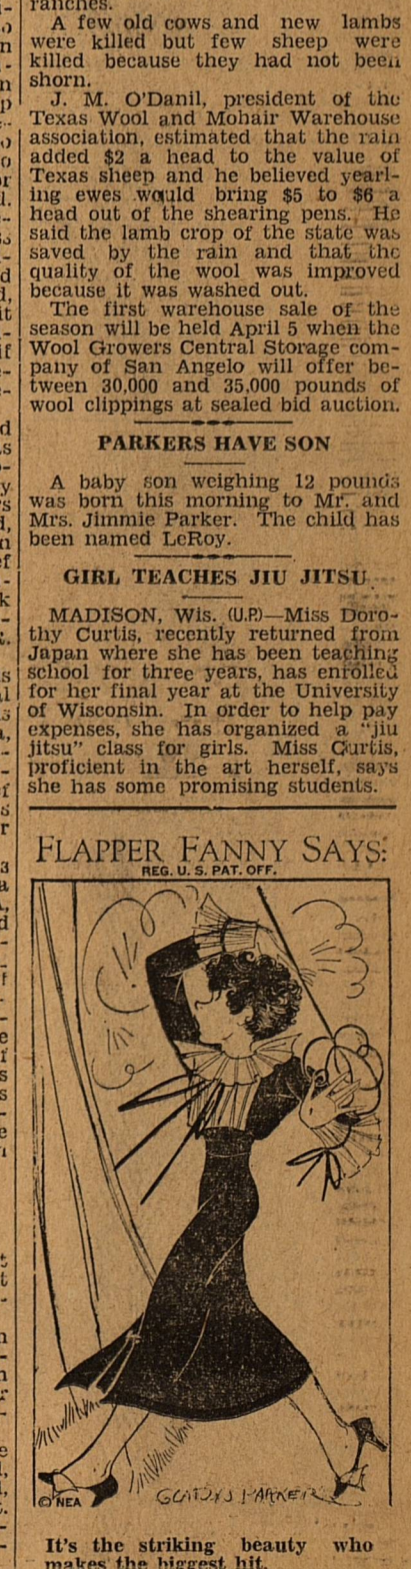 ranches.
A few old cows and new lambs
were killed but few sheep were
killed because they had not been
shorn.
J. M. O'Danil, president of the
Texas Wool and Mohair Warehouse
association, estimated that the rain
added $2 a head to the value of
Texas sheep and he believed yearl-
ing ewes would bring $5 to $6 a
head out of the shearing pens. He
said the lamb crop of the state was
saved by the rain and that the
quality of the wool was improved
because it was washed out.
The first warehouse sale of the
season will be held April 5 when the
Wool Growers Central Storage com-
pany of San Angelo will offer be-
tween 30,000 and 35,000 pounds of
wool clippings at sealed bid auction.
PARKERS HAVE SON
A baby son weighing 12 pounds
was born this morning to Mr. and
Mrs. Jimmie Parker. The child has
been named LeRoy.
GIRL TEACHES JIU JITSU
MADISON, Wis. (U.P.)—Miss Doro-
thy Curtis, recently returned from
Japan where she has been teaching
school for three years, has enrolled
for her final year at the University
of Wisconsin. In order to help pay
expenses, she has organized a "jiu
jitsu" class for girls. Miss Curtis,
proficient in the art herself, says
she has some promising students.
FLAPPER FANNY SAYS:
REG. U. S. PAT. OFF.
© NEA
GLADYS PARKER
It's the striking beauty who
makes the biggest hit.